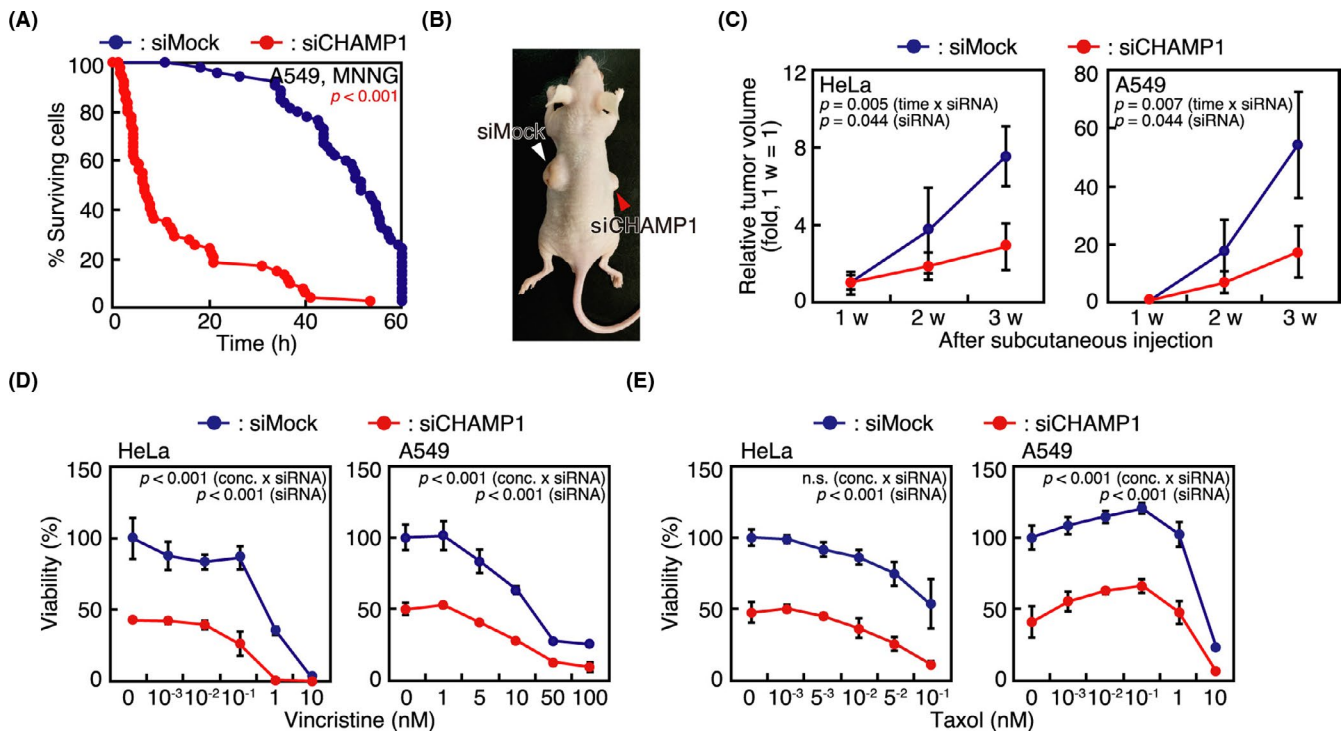 (A)
: siMock : siCHAMP1
A549, MNNG
p < 0.001
% Surviving cells
100
80
60
40
20
0
0 20 40 60
Time (h)
(B)
siMock
siCHAMP1
(C)
: siMock : siCHAMP1
HeLa
p = 0.005 (time x siRNA)
p = 0.044 (siRNA)
Relative tumor volume
(fold, 1 w = 1)
12
8
4
0
1 w 2 w 3 w
A549
p = 0.007 (time x siRNA)
p = 0.044 (siRNA)
80
60
40
20
0
1 w 2 w 3 w
After subcutaneous injection
(D)
: siMock : siCHAMP1
HeLa
p < 0.001 (conc. x siRNA)
p < 0.001 (siRNA)
Viability (%)
150
100
50
0
0 10⁻³ 10⁻² 10⁻¹ 1 10
A549
p < 0.001 (conc. x siRNA)
p < 0.001 (siRNA)
150
100
50
0
0 1 5 10 50 100
Vincristine (nM)
(E)
: siMock : siCHAMP1
HeLa
n.s. (conc. x siRNA)
p < 0.001 (siRNA)
Viability (%)
150
100
50
0
0 10⁻³ 5⁻³ 10⁻² 5⁻² 10⁻¹
A549
p < 0.001 (conc. x siRNA)
p < 0.001 (siRNA)
150
100
50
0
0 10⁻³ 10⁻² 10⁻¹ 1 10
Taxol (nM)